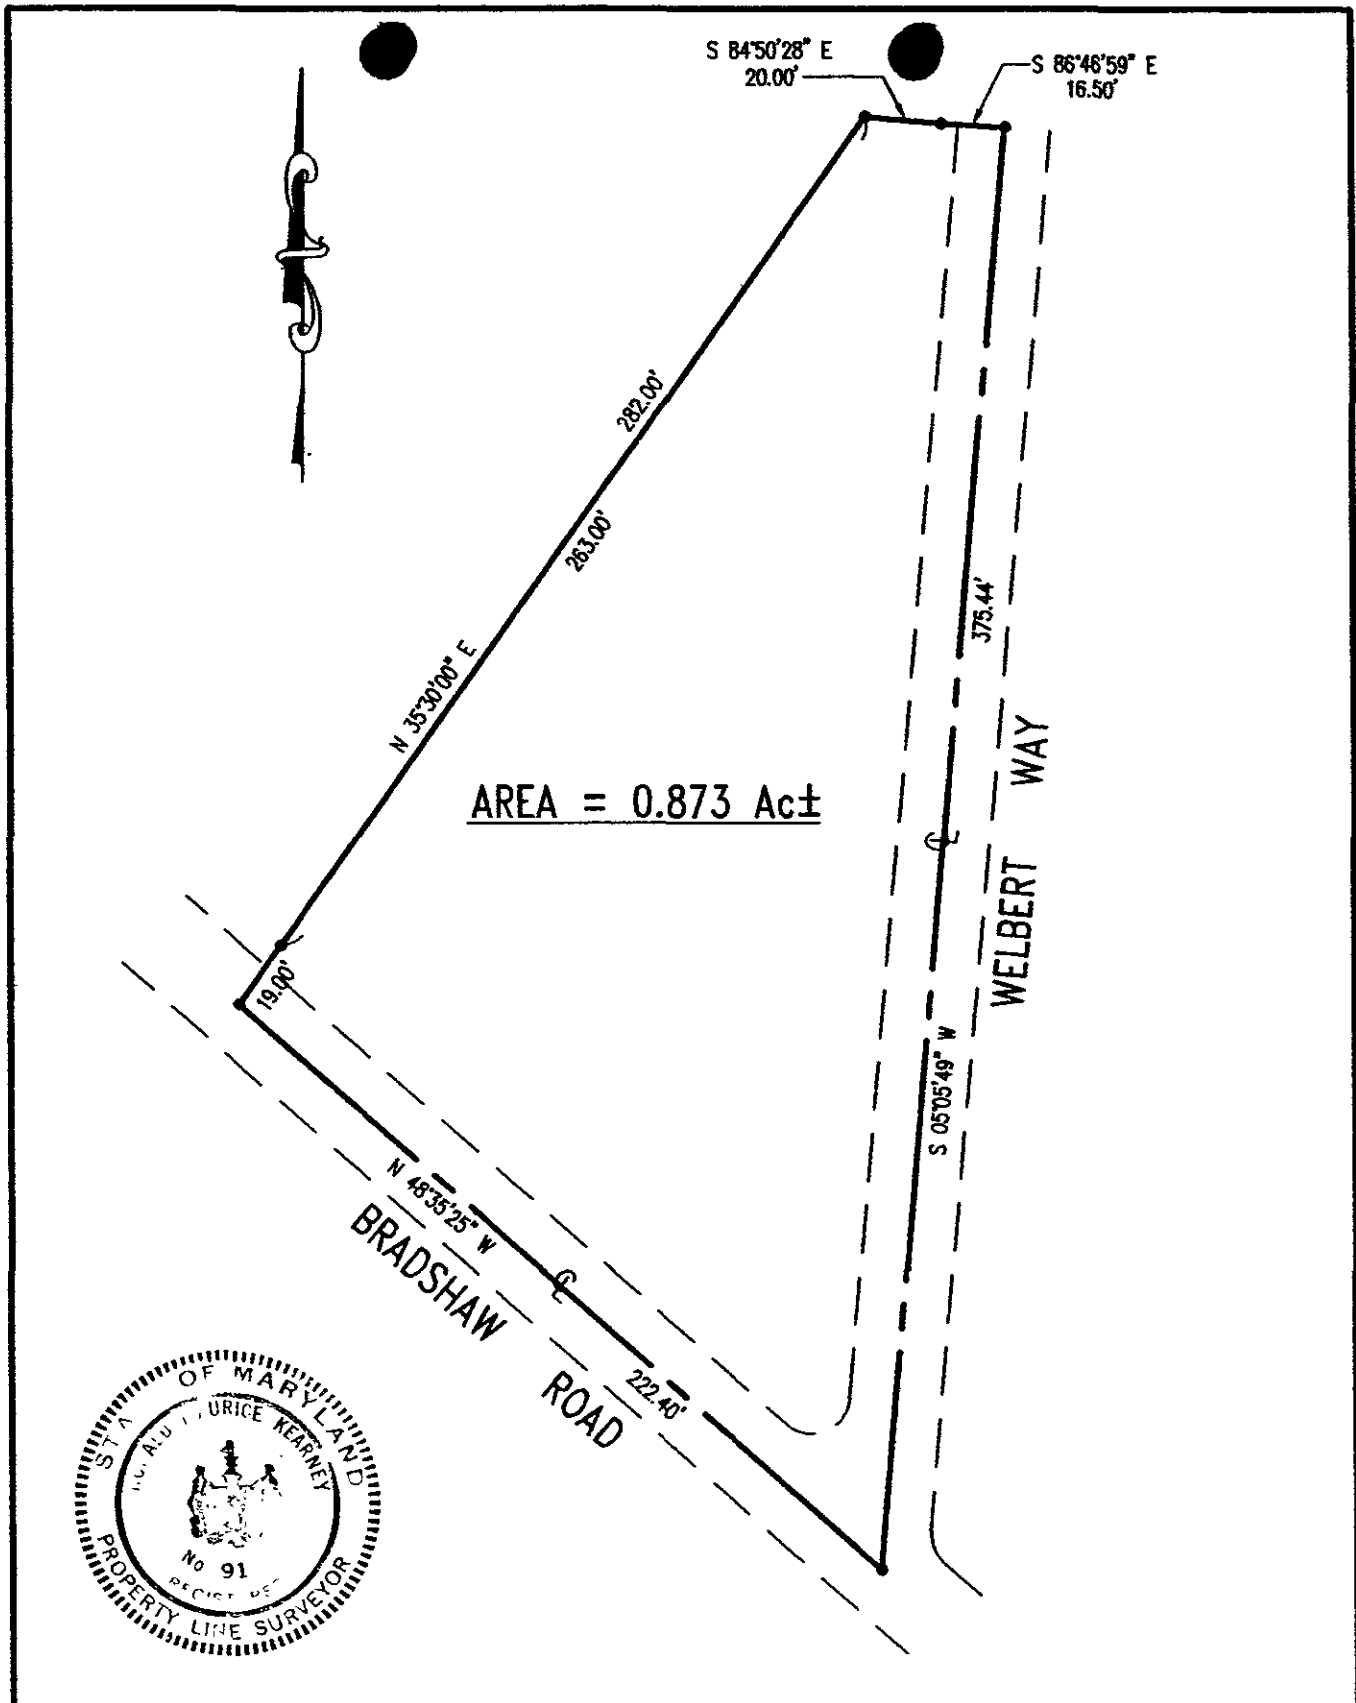 S 84°50'28" E
20.00'
S 86°46'59" E
16.50'
282.00'
263.00'
N 35°30'00" E
375.44'
WELBERT WAY
AREA = 0.873 Ac±
19.00'
S 05°05'49" W
N 48°35'25" W
BRADSHAW ROAD
222.40'
OF MARYLAND
KEARNEY
No 91
PROPERTY LINE SURVEYOR